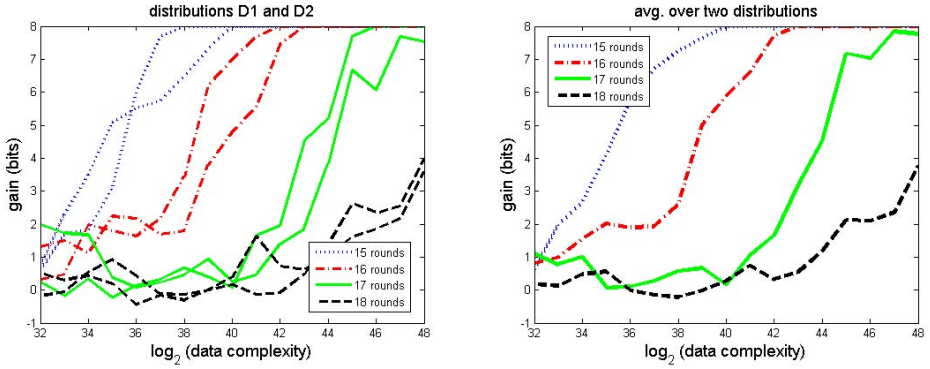 distributions D1 and D2
gain (bits)
8
7
6
5
4
3
2
1
0
-1
32
34
36
38
40
42
44
46
48
log2 (data complexity)
15 rounds
16 rounds
17 rounds
18 rounds
avg. over two distributions
gain (bits)
8
7
6
5
4
3
2
1
0
-1
32
34
36
38
40
42
44
46
48
log2 (data complexity)
15 rounds
16 rounds
17 rounds
18 rounds